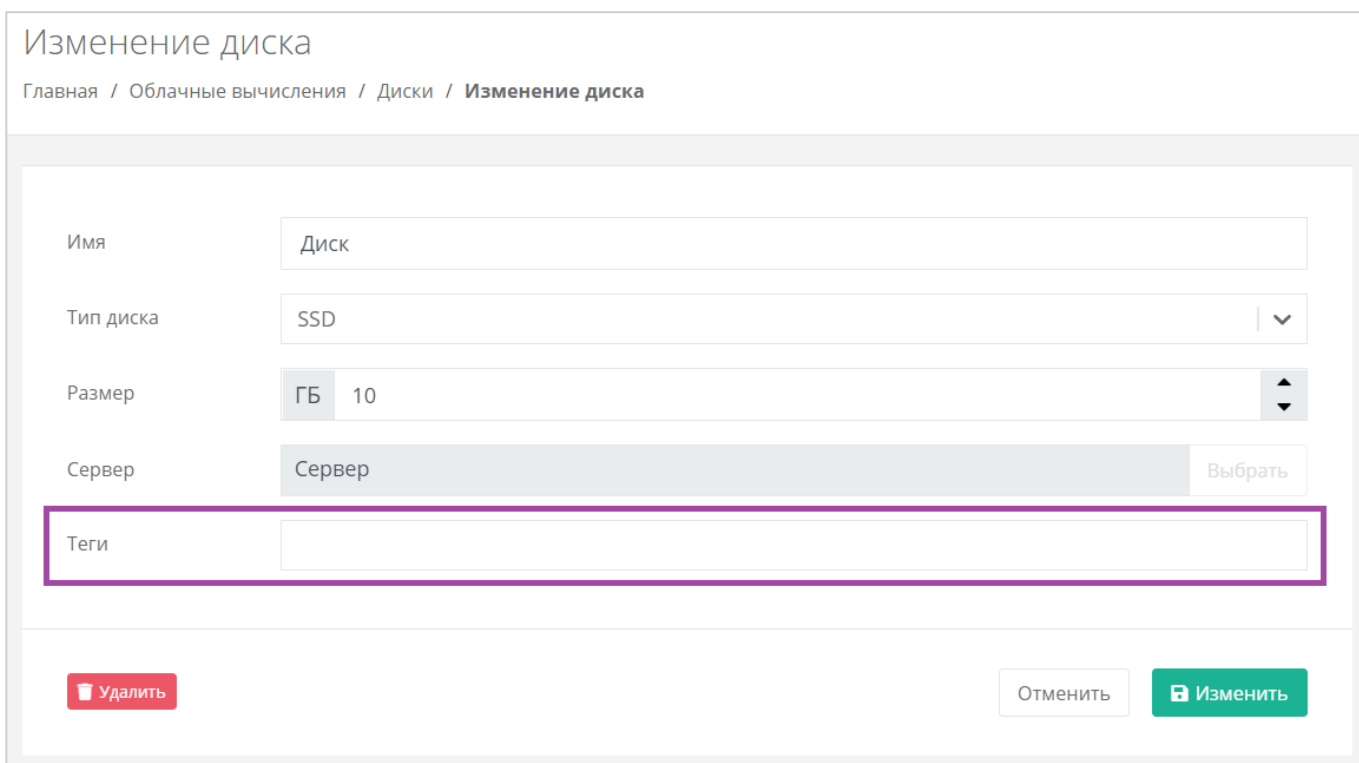 Изменение диска
Главная / Облачные вычисления / Диски / Изменение диска
Имя Диск
Тип диска SSD
Размер ГБ 10
Сервер Сервер Выбрать
Теги
Удалить Отменить Изменить